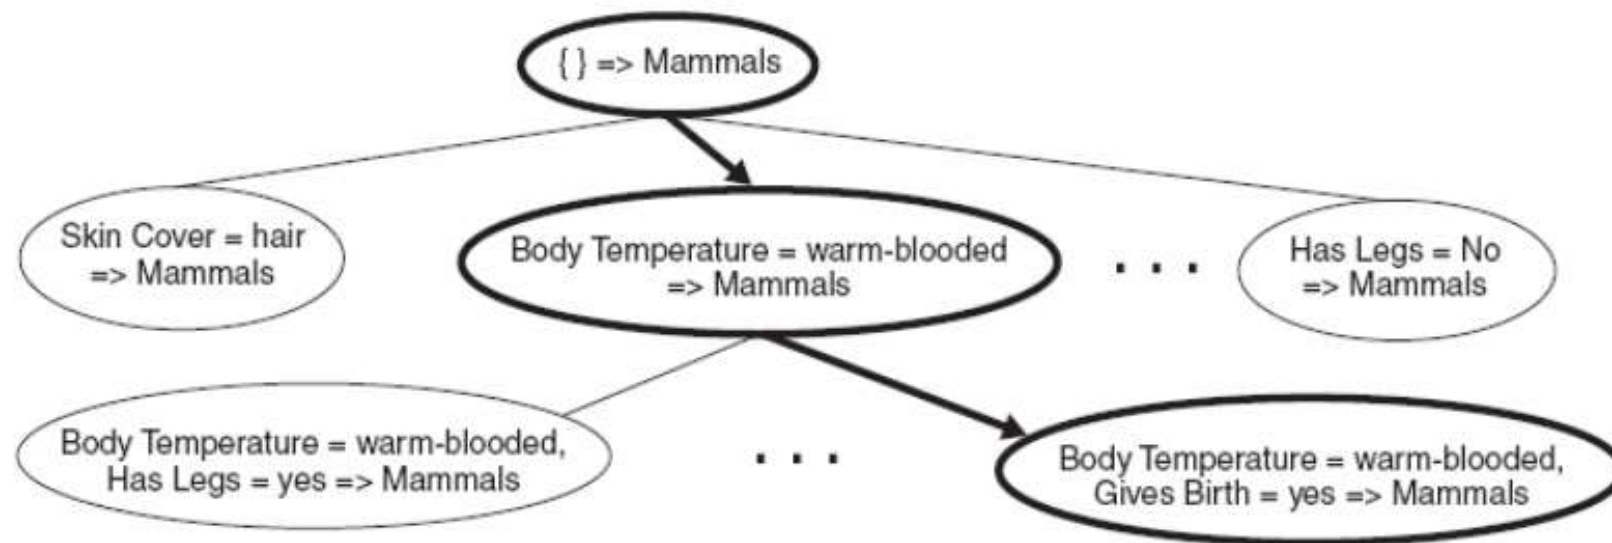 { } => Mammals
Skin Cover = hair
=> Mammals
Body Temperature = warm-blooded
=> Mammals
. . .
Has Legs = No
=> Mammals
Body Temperature = warm-blooded,
Has Legs = yes => Mammals
. . .
Body Temperature = warm-blooded,
Gives Birth = yes => Mammals